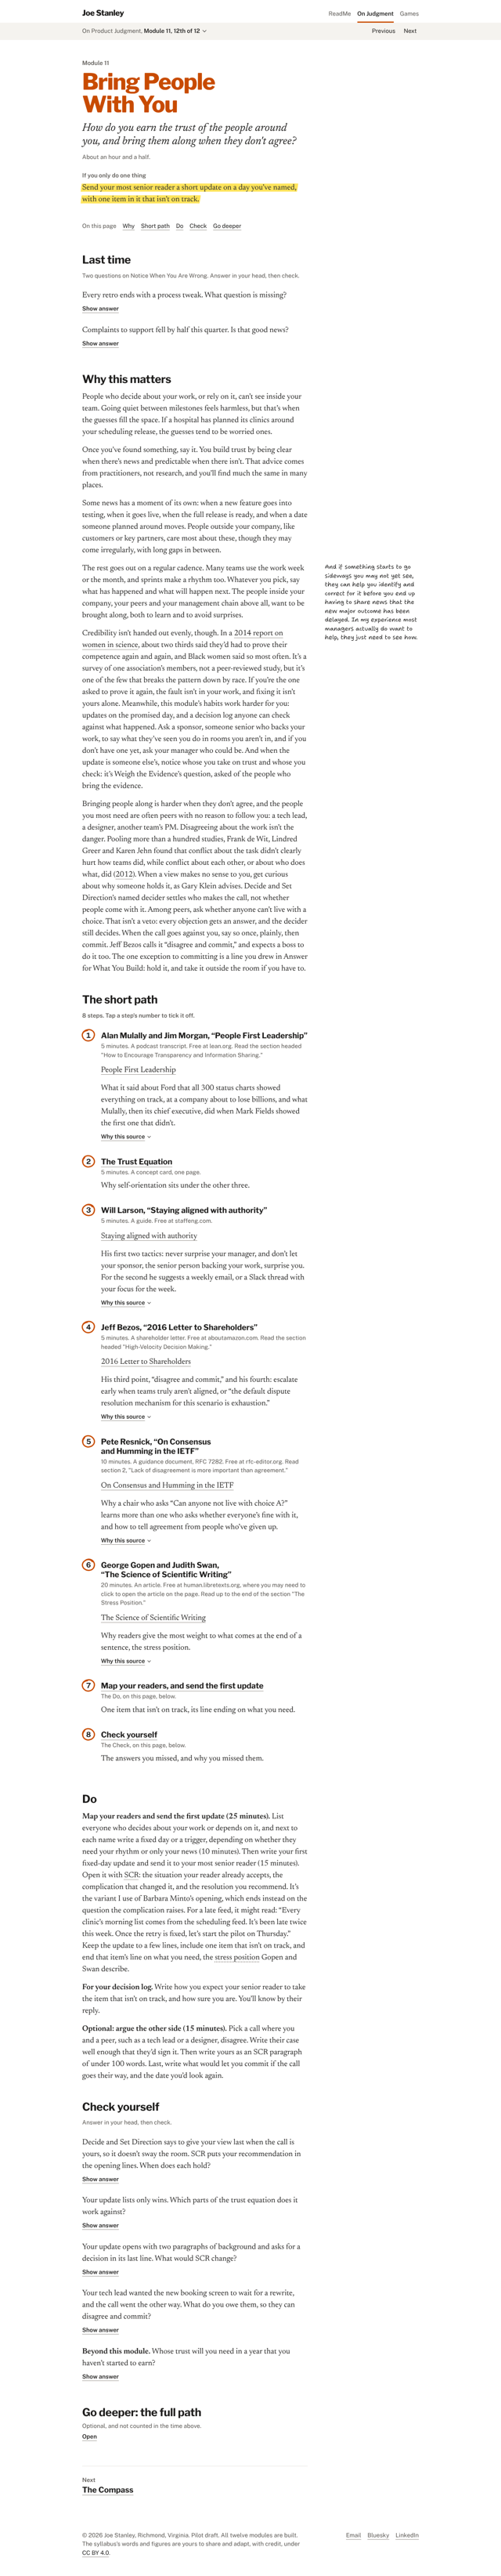 Joe Stanley
ReadMe On Judgment Games
On Product Judgment, Module 11, 12th of 12
Previous Next
Module 11
Bring People
With You
How do you earn the trust of the people around
you, and bring them along when they don't agree?
About an hour and a half.
If you only do one thing
Send your most senior reader a short update on a day you've named,
with one item in it that isn't on track.
On this page Why Short path Do Check Go deeper
Last time
Two questions on Notice When You Are Wrong. Answer in your head, then check.
Every retro ends with a process tweak. What question is missing?
Show answer
Complaints to support fell by half this quarter. Is that good news?
Show answer
Why this matters
People who decide about your work, or rely on it, can't see inside your
team. Going quiet between milestones feels harmless, but that's when
the guesses fill the space. If a hospital has planned its clinics around
your scheduling release, the guesses tend to be worried ones.
Once you've found something, say it. You build trust by being clear
when there's news and predictable when there isn't. That advice comes
from practitioners, not research, and you'll find much the same in many
places.
Some news has a moment of its own: when a new feature goes into
testing, when it goes live, when the full release is ready, and when a date
someone planned around moves. People outside your company, like
customers or key partners, care most about these, though they may
come irregularly, with long gaps in between.
The rest goes out on a regular cadence. Many teams use the work week
or the month, and sprints make a rhythm too. Whatever you pick, say
what has happened and what will happen next. The people inside your
company, your peers and your management chain above all, want to be
brought along, both to learn and to avoid surprises.
And if something starts to go
sideways you may not yet see,
they can help you identify and
correct for it before you end up
having to share news that the
new major outcome has been
delayed. In my experience most
managers actually do want to
help, they just need to see how.
Credibility isn't handed out evenly, though. In a 2014 report on
women in science, about two thirds said they'd had to prove their
competence again and again, and Black women said so most often. It's a
survey of one association's members, not a peer-reviewed study, but it's
one of the few that breaks the pattern down by race. If you're the one
asked to prove it again, the fault isn't in your work, and fixing it isn't
yours alone. Meanwhile, this module's habits work harder for you:
updates on the promised day, and a decision log anyone can check
against what happened. Ask a sponsor, someone senior who backs your
work, to say what they've seen you do in rooms you aren't in, and if you
don't have one yet, ask your manager who could be. And when the
update is someone else's, notice whose you take on trust and whose you
check: it's Weigh the Evidence's question, asked of the people who
bring the evidence.
Bringing people along is harder when they don't agree, and the people
you most need are often peers with no reason to follow you: a tech lead,
a designer, another team's PM. Disagreeing about the work isn't the
danger. Pooling more than a hundred studies, Frank de Wit, Lindred
Greer and Karen Jehn found that conflict about the task didn't clearly
hurt how teams did, while conflict about each other, or about who does
what, did (2012). When a view makes no sense to you, get curious
about why someone holds it, as Gary Klein advises. Decide and Set
Direction's named decider settles who makes the call, not whether
people come with it. Among peers, ask whether anyone can't live with a
choice. That isn't a veto: every objection gets an answer, and the decider
still decides. When the call goes against you, say so once, plainly, then
commit. Jeff Bezos calls it "disagree and commit," and expects a boss to
do it too. The one exception to committing is a line you drew in What
for What You Build: hold it, and take it outside the room if you have to.
The short path
8 steps. Tap a step's number to tick it off.
1 Alan Mulally and Jim Morgan, "People First Leadership"
5 minutes. A podcast transcript. Free at lean.org. Read the section headed
"How to Encourage Transparency and Information Sharing."
People First Leadership
What it said about Ford that all 300 status charts showed
everything on track, at a company about to lose billions, and what
Mulally, then its chief executive, did when Mark Fields showed
the first one that didn't.
Why this source
2 The Trust Equation
5 minutes. A concept card, one page.
Why self-orientation sits under the other three.
3 Will Larson, "Staying aligned with authority"
5 minutes. A guide. Free at staffeng.com.
Staying aligned with authority
His first two tactics: never surprise your manager, and don't let
your sponsor, the senior person backing your work, surprise you.
For the second he suggests a weekly email, or a Slack thread with
your focus for the week.
Why this source
4 Jeff Bezos, "2016 Letter to Shareholders"
5 minutes. A shareholder letter. Free at aboutamazon.com. Read the section
headed "High-Velocity Decision Making."
2016 Letter to Shareholders
His third point, "disagree and commit," and his fourth: escalate
early when teams truly aren't aligned, or "the default dispute
resolution mechanism for this scenario is exhaustion."
Why this source
5 Pete Resnick, "On Consensus
and Humming in the IETF"
10 minutes. A guidance document, RFC 7282. Free at rfc-editor.org. Read
section 2, "Lack of disagreement is more important than agreement."
On Consensus and Humming in the IETF
Why a chair who asks "Can anyone not live with choice A?"
learns more than one who asks whether everyone's fine with it,
and how to tell agreement from people who've given up.
Why this source
6 George Gopen and Judith Swan,
"The Science of Scientific Writing"
20 minutes. An article. Free at human.libretexts.org, where you may need to
click to open the article on the page. Read up to the end of the section "The
Stress Position."
The Science of Scientific Writing
Why readers give the most weight to what comes at the end of a
sentence, the stress position.
Why this source
7 Map your readers, and send the first update
The Do, on this page, below.
One item that isn't on track, its line ending on what you need.
8 Check yourself
The Check, on this page, below.
The answers you missed, and why you missed them.
Do
Map your readers and send the first update (25 minutes). List
everyone who decides about your work or depends on it, and next to
each name write a fixed day or a trigger, depending on whether they
need your rhythm or only your news (10 minutes). Then write your first
fixed-day update and send it to your most senior reader (15 minutes).
Open it with SCR: the situation your reader already accepts, the
complication that changed it, and the resolution you recommend. It's
the variant I use of Barbara Minto's opening, which ends instead on the
question the complication raises. For a late feed, it might read: "Every
clinic's morning list comes from the scheduling feed. It's been late twice
this week. Once the retry is fixed, let's start the pilot on Thursday."
Keep the update to a few lines, include one item that isn't on track, and
end that item's line on what you need, the stress position Gopen and
Swan describe.
For your decision log. Write how you expect your senior reader to take
the item that isn't on track, and how sure you are. You'll know by their
reply.
Optional: argue the other side (15 minutes). Pick a call where you
and a peer, such as a tech lead or a designer, disagree. Write their case
well enough that they'd sign it. Then write yours as an SCR paragraph
of under 100 words. Last, write what would let you commit if the call
goes their way, and the date you'd look again.
Check yourself
Answer in your head, then check.
Decide and Set Direction says to give your view last when the call is
yours, so it doesn't sway the room. SCR puts your recommendation in
the opening lines. When does each hold?
Show answer
Your update lists only wins. Which parts of the trust equation does it
work against?
Show answer
Your update opens with two paragraphs of background and asks for a
decision in its last line. What would SCR change?
Show answer
Your tech lead wanted the new booking screen to wait for a rewrite,
and the call went the other way. What do you owe them, so they can
disagree and commit?
Show answer
Beyond this module. Whose trust will you need in a year that you
haven't started to earn?
Show answer
Go deeper: the full path
Optional, and not counted in the time above.
Open
Next
The Compass
© 2026 Joe Stanley, Richmond, Virginia. Pilot draft. All twelve modules are built.
The syllabus's words and figures are yours to share and adapt, with credit, under
CC BY 4.0.
Email Bluesky LinkedIn